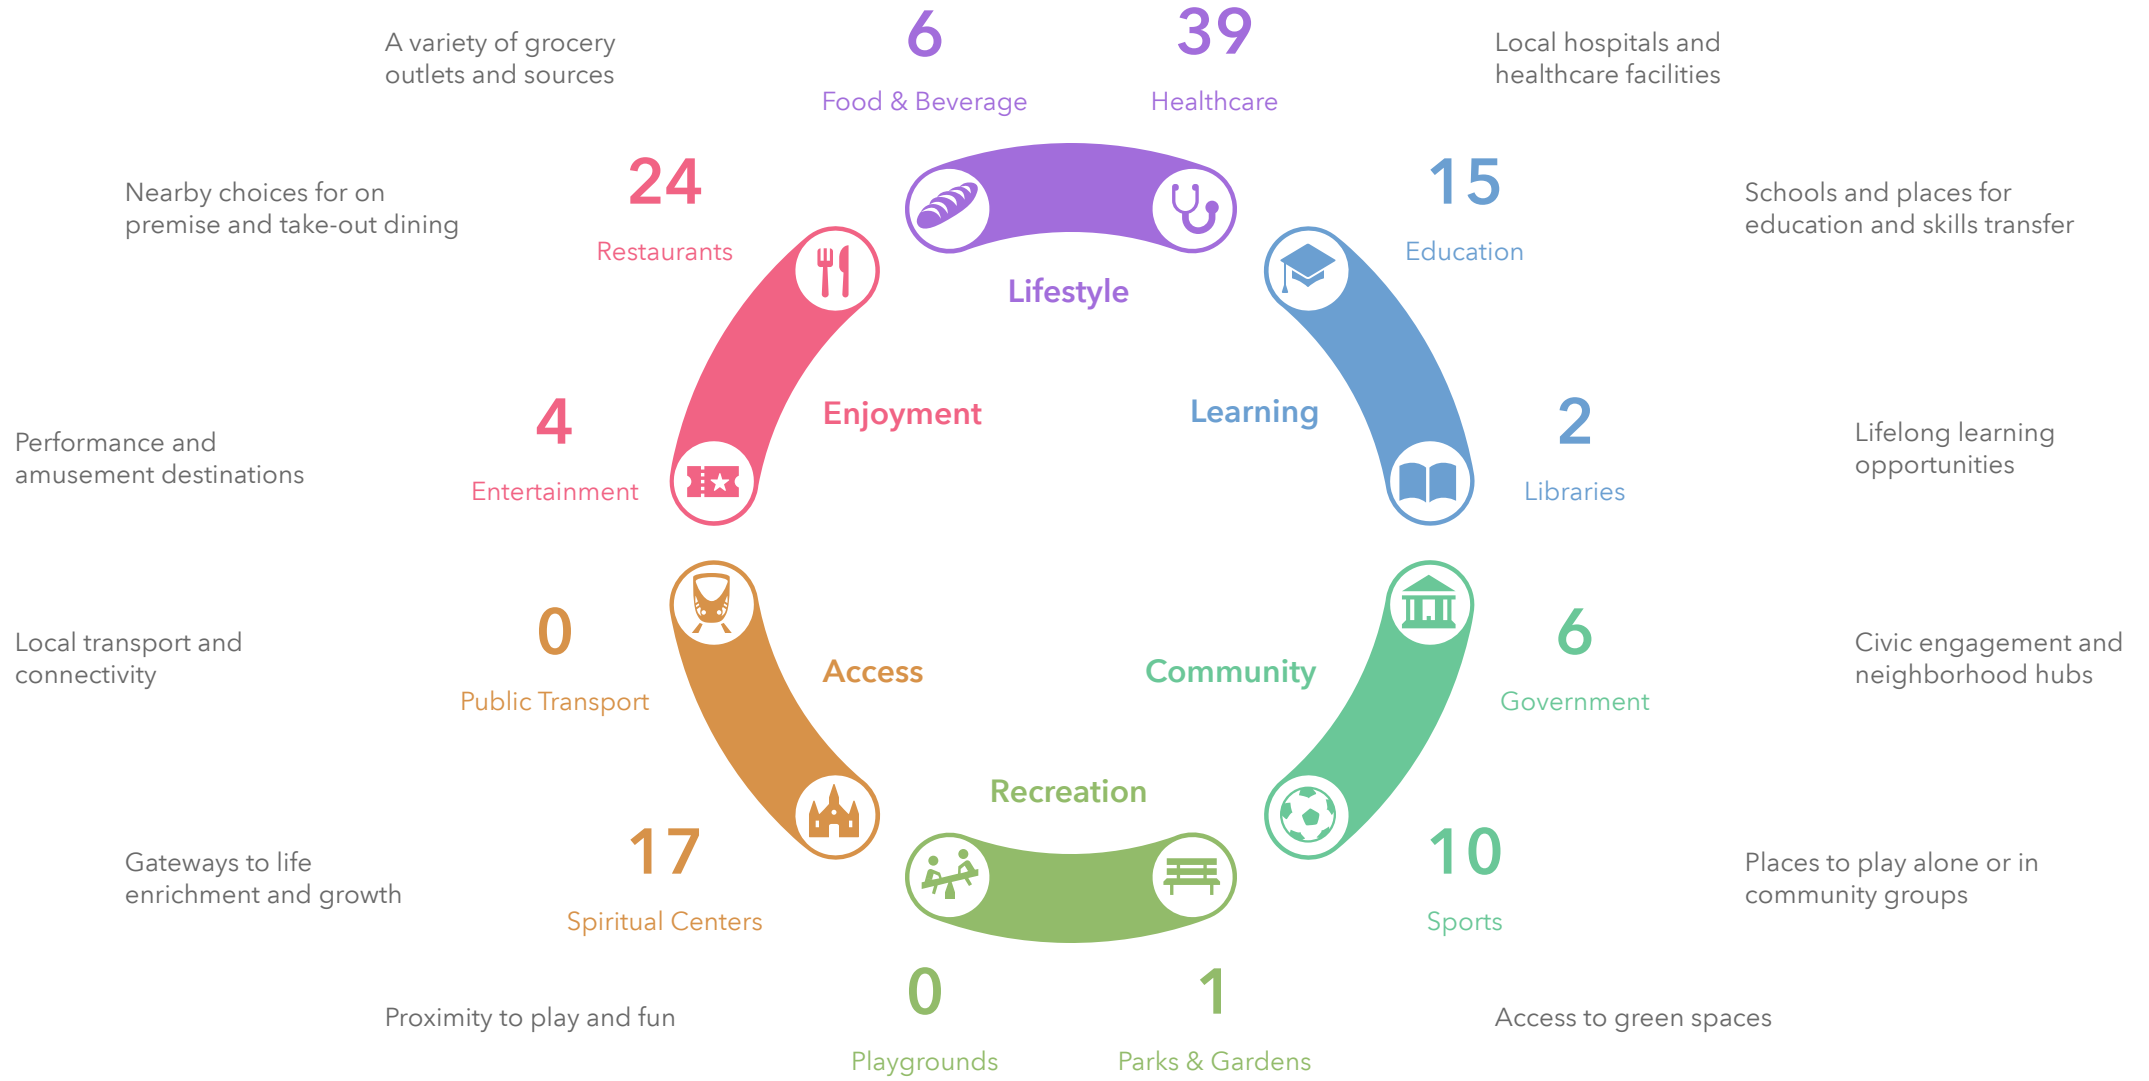 A variety of grocery
outlets and sources
6
Food & Beverage
39
Healthcare
Local hospitals and
healthcare facilities
Nearby choices for on
premise and take-out dining
24
Restaurants
15
Education
Schools and places for
education and skills transfer
Lifestyle
Enjoyment
Learning
Performance and
amusement destinations
4
Entertainment
2
Libraries
Lifelong learning
opportunities
Local transport and
connectivity
0
Public Transport
Access
Community
6
Government
Civic engagement and
neighborhood hubs
Recreation
Gateways to life
enrichment and growth
17
Spiritual Centers
10
Sports
Places to play alone or in
community groups
Proximity to play and fun
0
Playgrounds
1
Parks & Gardens
Access to green spaces